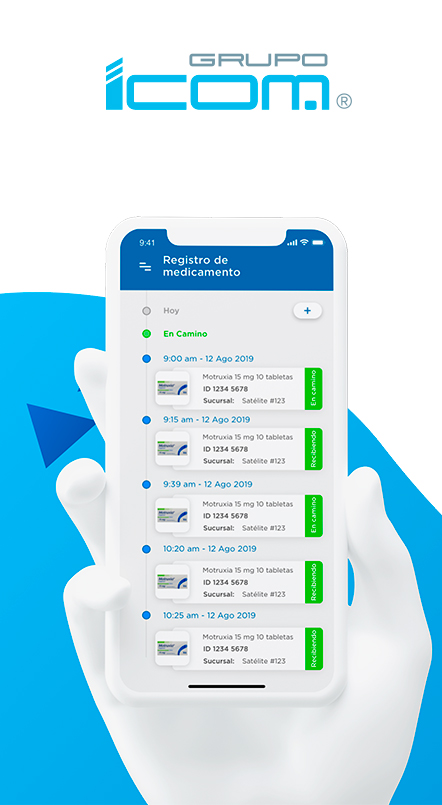 GRUPO
icom.®
9:41
Registro de
medicamento
Hoy
+
En Camino
9:00 am - 12 Ago 2019
Motruxia 15 mg 10 tabletas
ID 1234 5678
Sucursal: Satélite #123
En camino
9:15 am - 12 Ago 2019
Motruxia 15 mg 10 tabletas
ID 1234 5678
Sucursal: Satélite #123
Recibiendo
9:39 am - 12 Ago 2019
Motruxia 15 mg 10 tabletas
ID 1234 5678
Sucursal: Satélite #123
En camino
10:20 am - 12 Ago 2019
Motruxia 15 mg 10 tabletas
ID 1234 5678
Sucursal: Satélite #123
Recibiendo
10:25 am - 12 Ago 2019
Motruxia 15 mg 10 tabletas
ID 1234 5678
Sucursal: Satélite #123
Recibiendo